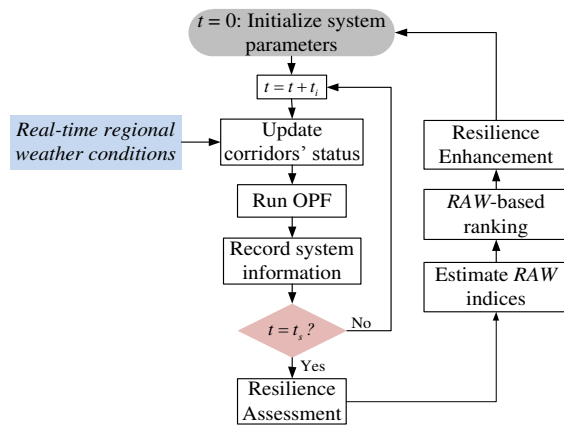 t = 0: Initialize system
parameters
t = t + t_i
Real-time regional
weather conditions
Update
corridors' status
Run OPF
Record system
information
t = t_s ?
No
Yes
Resilience
Assessment
Estimate RAW
indices
RAW-based
ranking
Resilience
Enhancement